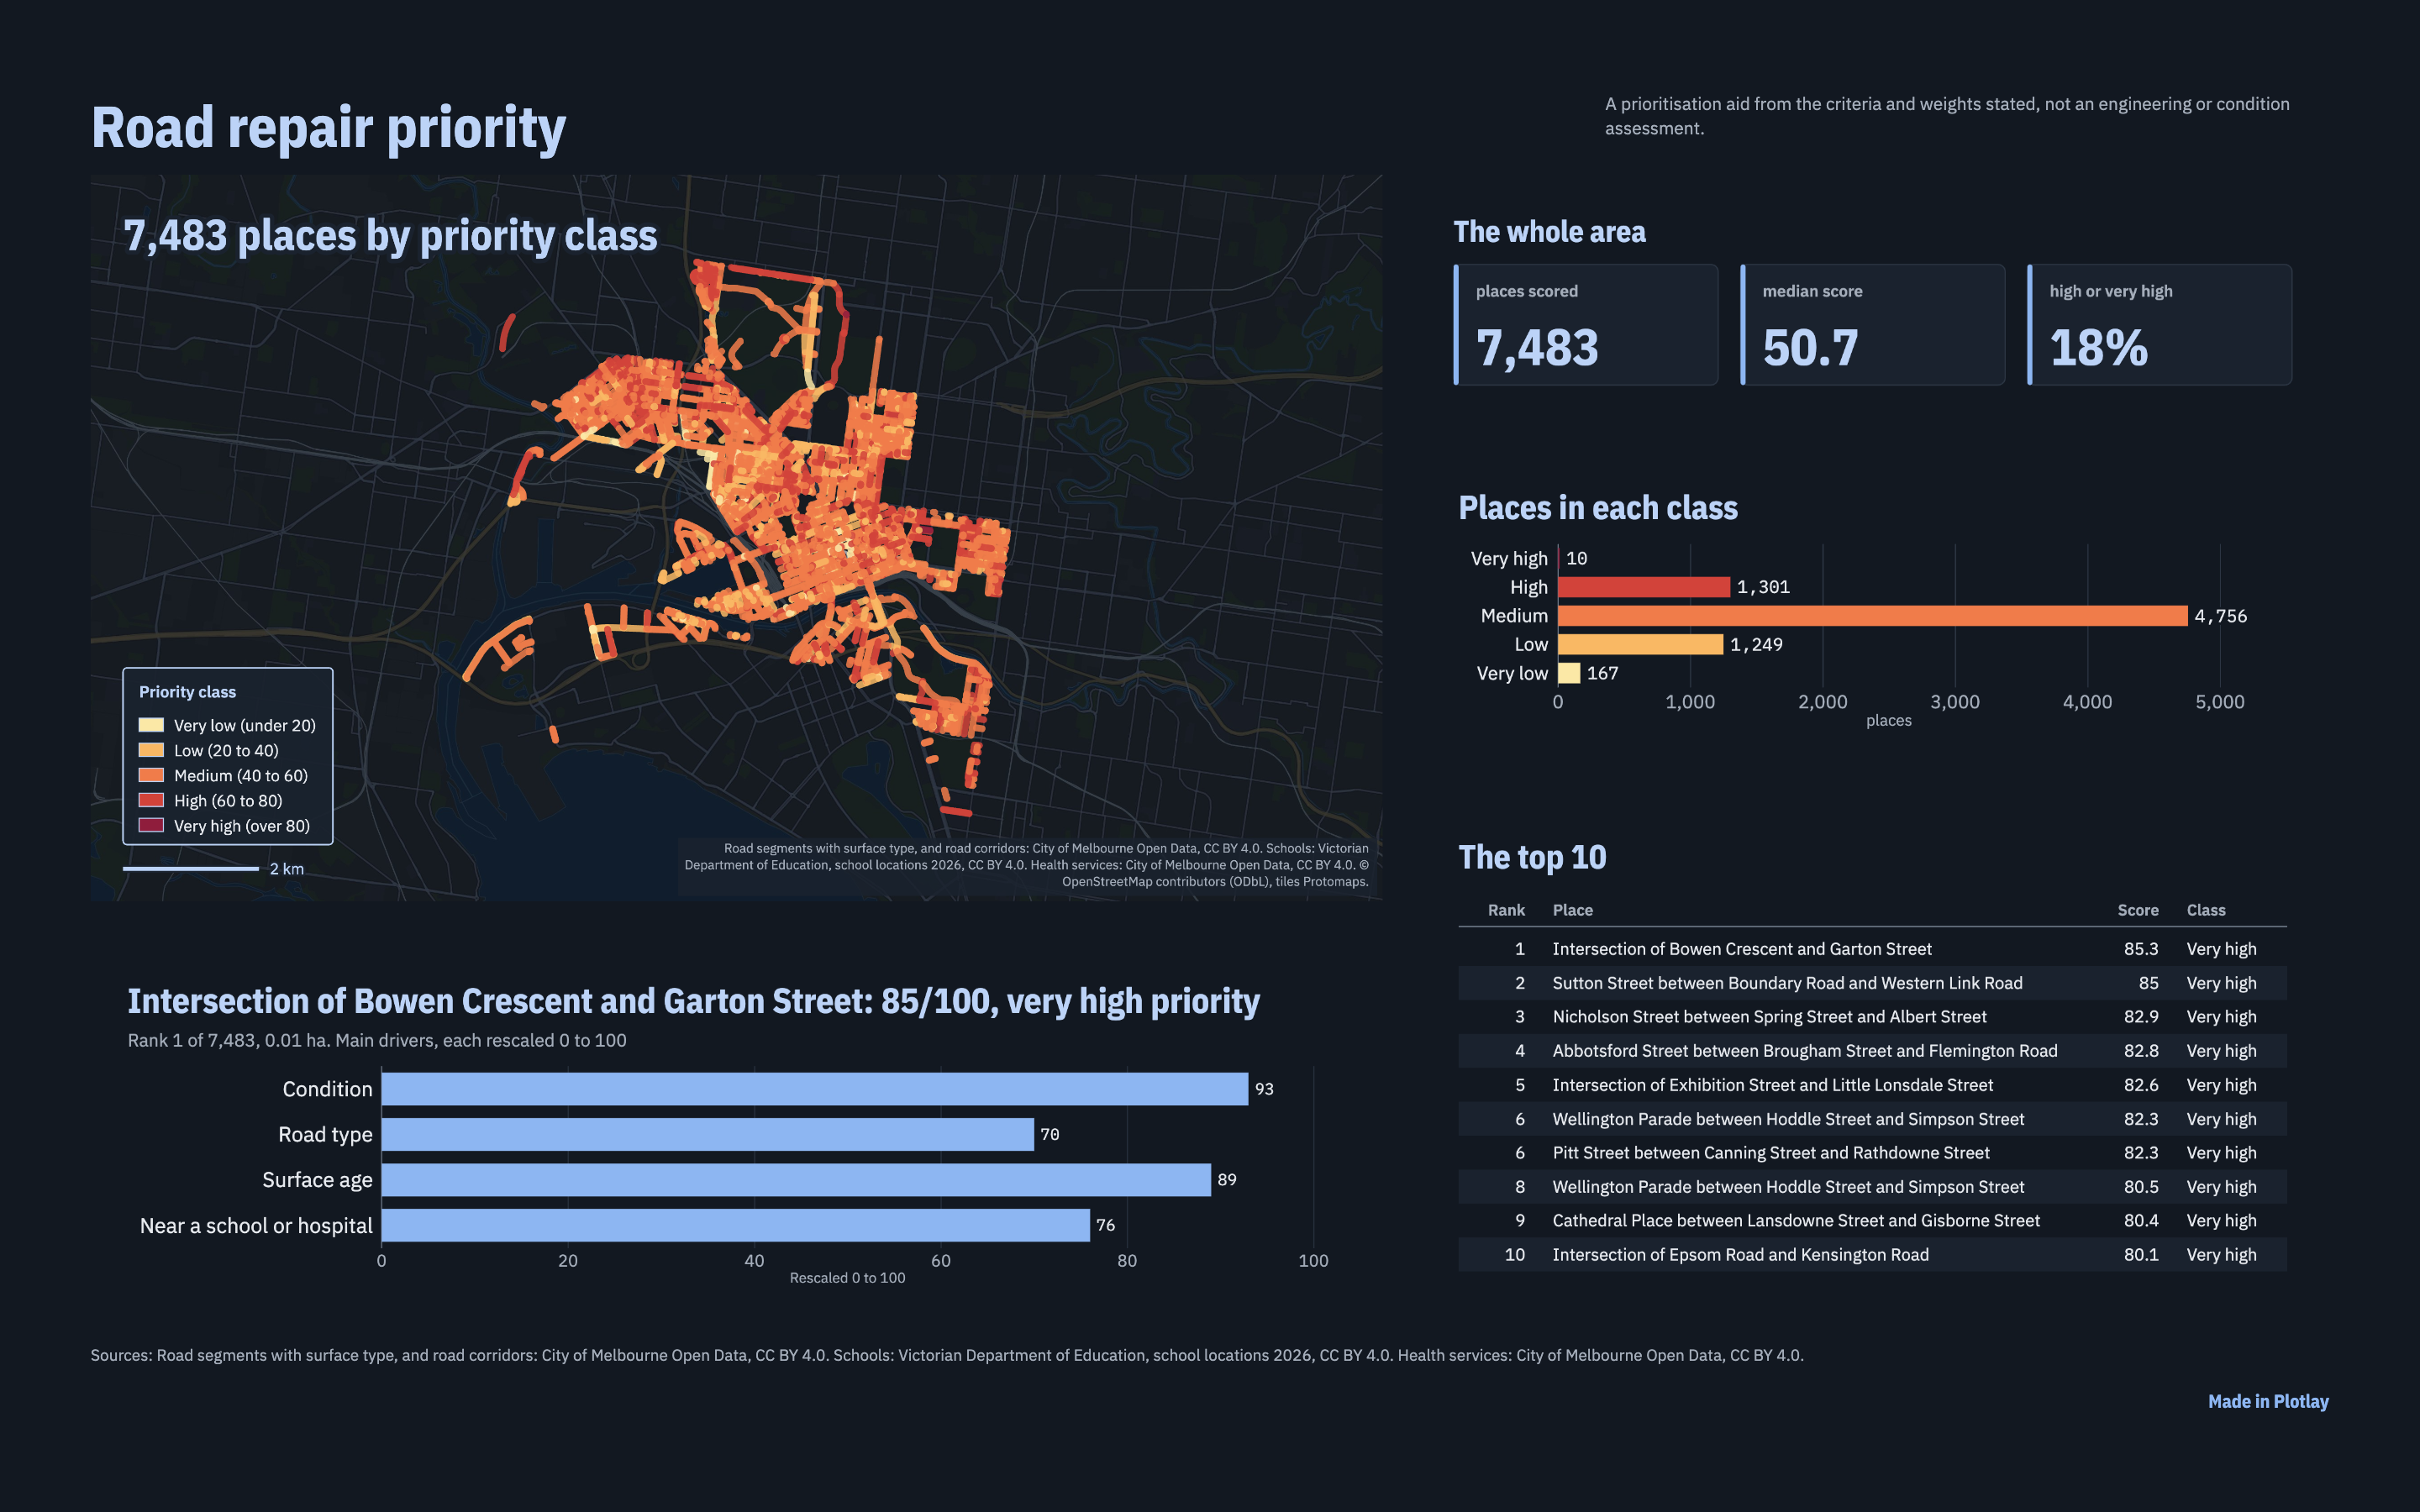 Road repair priority
A prioritisation aid from the criteria and weights stated, not an engineering or condition
assessment.
7,483 places by priority class
Priority class
Very low (under 20)
Low (20 to 40)
Medium (40 to 60)
High (60 to 80)
Very high (over 80)
2 km
Road segments with surface type, and road corridors: City of Melbourne Open Data, CC BY 4.0. Schools: Victorian
Department of Education, school locations 2026, CC BY 4.0. Health services: City of Melbourne Open Data, CC BY 4.0. ©
OpenStreetMap contributors (ODbL), tiles Protomaps.
The whole area
places scored
7,483
median score
50.7
high or very high
18%
Places in each class
Very high 10
High 1,301
Medium 4,756
Low 1,249
Very low 167
0 1,000 2,000 3,000 4,000 5,000
places
The top 10
Rank Place Score Class
1 Intersection of Bowen Crescent and Garton Street 85.3 Very high
2 Sutton Street between Boundary Road and Western Link Road 85 Very high
3 Nicholson Street between Spring Street and Albert Street 82.9 Very high
4 Abbotsford Street between Brougham Street and Flemington Road 82.8 Very high
5 Intersection of Exhibition Street and Little Lonsdale Street 82.6 Very high
6 Wellington Parade between Hoddle Street and Simpson Street 82.3 Very high
6 Pitt Street between Canning Street and Rathdowne Street 82.3 Very high
8 Wellington Parade between Hoddle Street and Simpson Street 80.5 Very high
9 Cathedral Place between Lansdowne Street and Gisborne Street 80.4 Very high
10 Intersection of Epsom Road and Kensington Road 80.1 Very high
Intersection of Bowen Crescent and Garton Street: 85/100, very high priority
Rank 1 of 7,483, 0.01 ha. Main drivers, each rescaled 0 to 100
Condition 93
Road type 70
Surface age 89
Near a school or hospital 76
0 20 40 60 80 100
Rescaled 0 to 100
Sources: Road segments with surface type, and road corridors: City of Melbourne Open Data, CC BY 4.0. Schools: Victorian Department of Education, school locations 2026, CC BY 4.0. Health services: City of Melbourne Open Data, CC BY 4.0.
Made in Plotlay